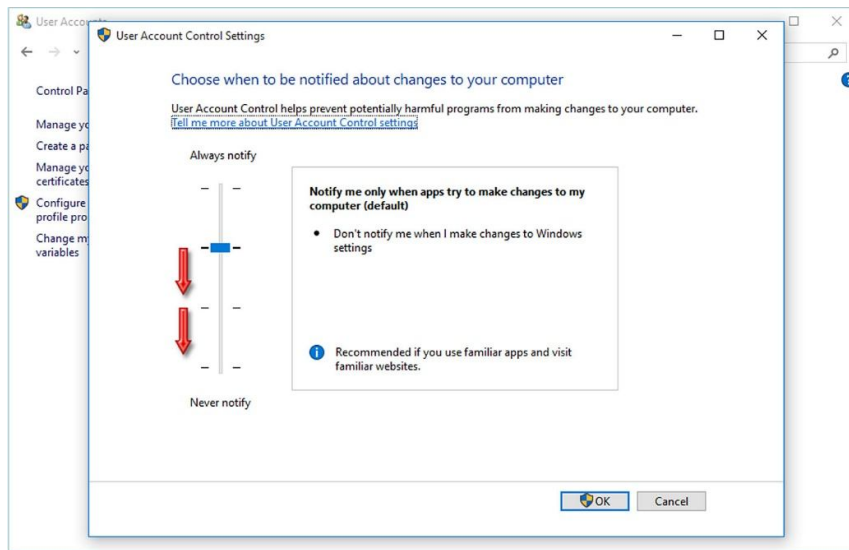 User Accou
User Account Control Settings
Control Pa
Manage yo
Create a pa
Manage yo
certificates
Configure
profile pro
Change my
variables
Choose when to be notified about changes to your computer
User Account Control helps prevent potentially harmful programs from making changes to your computer.
Tell me more about User Account Control settings
Always notify
Notify me only when apps try to make changes to my
computer (default)
• Don't notify me when I make changes to Windows
settings
Recommended if you use familiar apps and visit
familiar websites.
Never notify
OK
Cancel